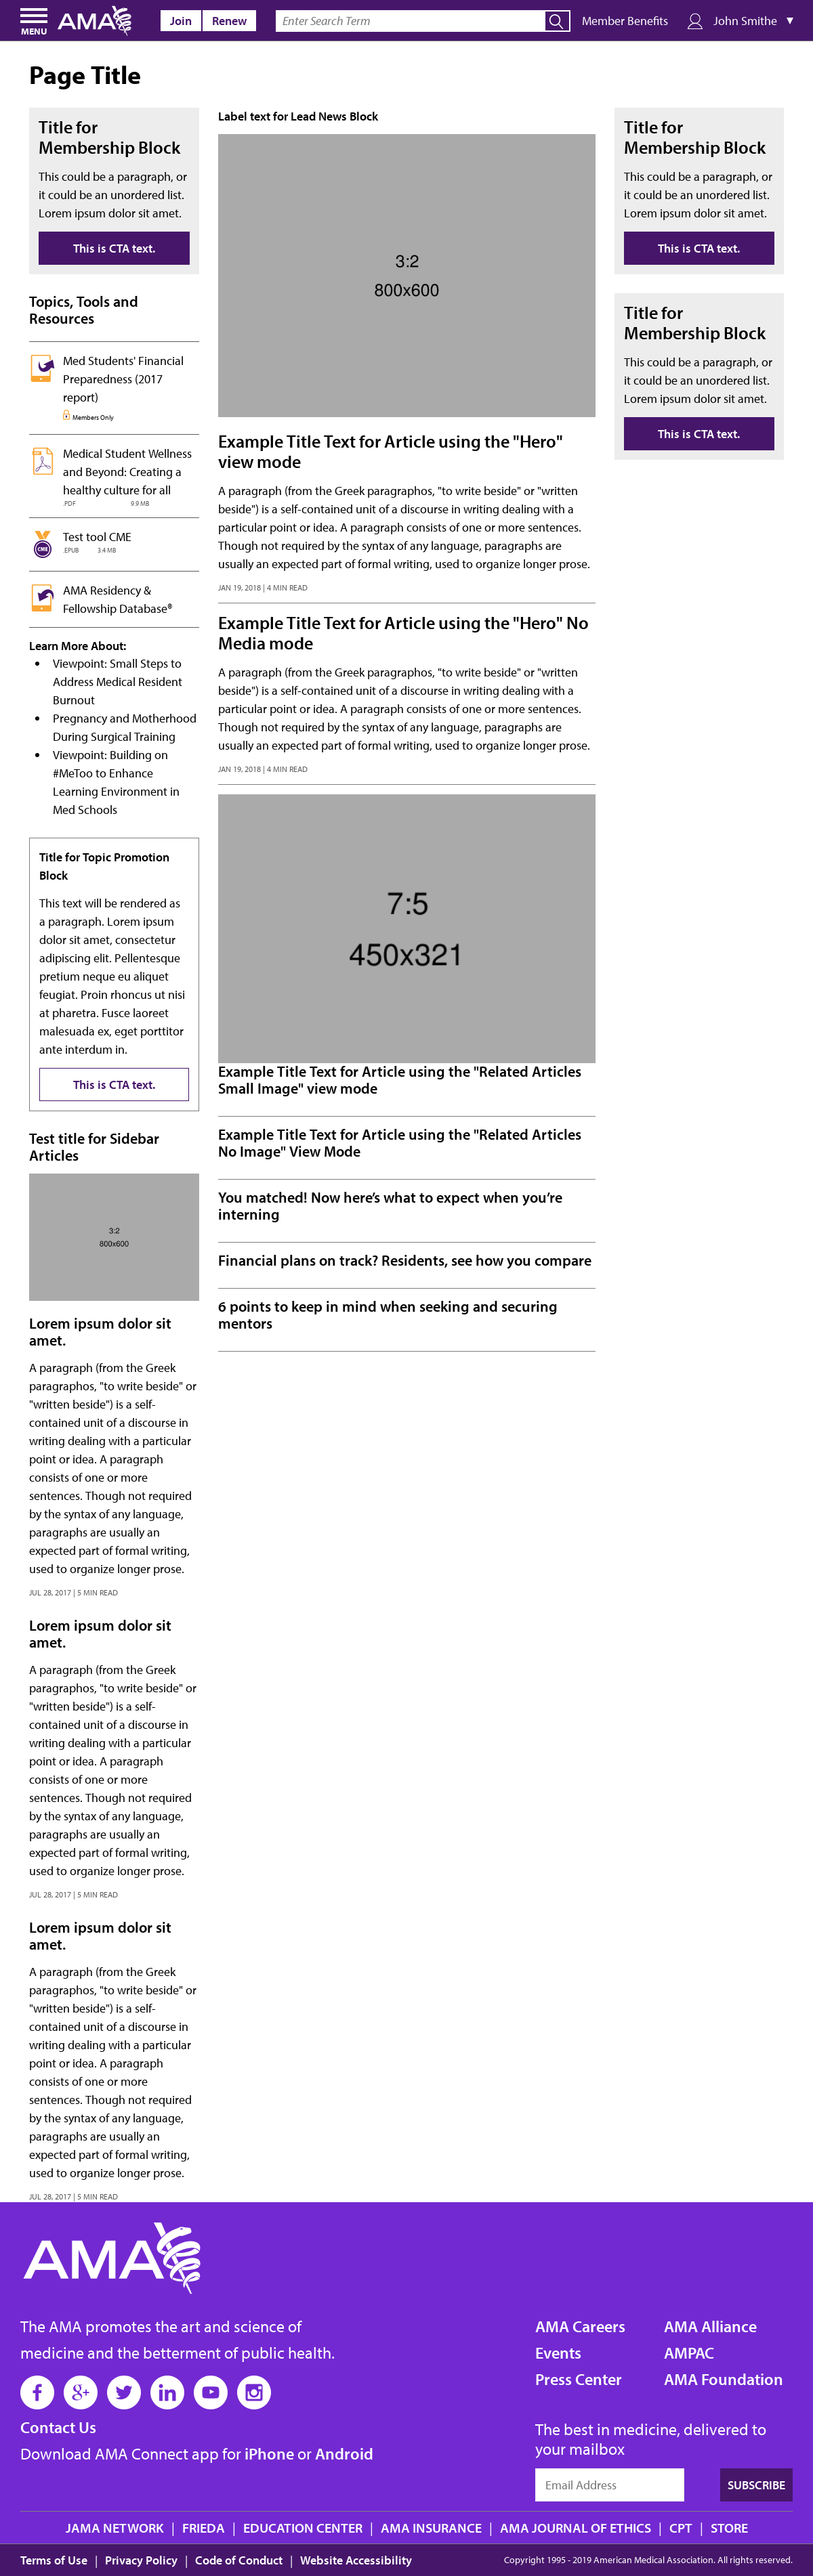 MENU
AMA
Join
Renew
Enter Search Term
Member Benefits
John Smithe ▼
Page Title
Title for
Membership Block
This could be a paragraph, or
it could be an unordered list.
Lorem ipsum dolor sit amet.
This is CTA text.
Topics, Tools and
Resources
Med Students' Financial
Preparedness (2017
report)
Members Only
Medical Student Wellness
and Beyond: Creating a
healthy culture for all
.PDF 9.9 MB
CME
Test tool CME
.EPUB 3.4 MB
AMA Residency &
Fellowship Database®
Learn More About:
• Viewpoint: Small Steps to
Address Medical Resident
Burnout
• Pregnancy and Motherhood
During Surgical Training
• Viewpoint: Building on
#MeToo to Enhance
Learning Environment in
Med Schools
Title for Topic Promotion
Block
This text will be rendered as
a paragraph. Lorem ipsum
dolor sit amet, consectetur
adipiscing elit. Pellentesque
pretium neque eu aliquet
feugiat. Proin rhoncus ut nisi
at pharetra. Fusce laoreet
malesuada ex, eget porttitor
ante interdum in.
This is CTA text.
Test title for Sidebar
Articles
3:2
800x600
Lorem ipsum dolor sit
amet.
A paragraph (from the Greek
paragraphos, "to write beside" or
"written beside") is a self-
contained unit of a discourse in
writing dealing with a particular
point or idea. A paragraph
consists of one or more
sentences. Though not required
by the syntax of any language,
paragraphs are usually an
expected part of formal writing,
used to organize longer prose.
JUL 28, 2017 | 5 MIN READ
Lorem ipsum dolor sit
amet.
A paragraph (from the Greek
paragraphos, "to write beside" or
"written beside") is a self-
contained unit of a discourse in
writing dealing with a particular
point or idea. A paragraph
consists of one or more
sentences. Though not required
by the syntax of any language,
paragraphs are usually an
expected part of formal writing,
used to organize longer prose.
JUL 28, 2017 | 5 MIN READ
Lorem ipsum dolor sit
amet.
A paragraph (from the Greek
paragraphos, "to write beside" or
"written beside") is a self-
contained unit of a discourse in
writing dealing with a particular
point or idea. A paragraph
consists of one or more
sentences. Though not required
by the syntax of any language,
paragraphs are usually an
expected part of formal writing,
used to organize longer prose.
JUL 28, 2017 | 5 MIN READ
Label text for Lead News Block
3:2
800x600
Example Title Text for Article using the "Hero"
view mode
A paragraph (from the Greek paragraphos, "to write beside" or "written
beside") is a self-contained unit of a discourse in writing dealing with a
particular point or idea. A paragraph consists of one or more sentences.
Though not required by the syntax of any language, paragraphs are
usually an expected part of formal writing, used to organize longer prose.
JAN 19, 2018 | 4 MIN READ
Example Title Text for Article using the "Hero" No
Media mode
A paragraph (from the Greek paragraphos, "to write beside" or "written
beside") is a self-contained unit of a discourse in writing dealing with a
particular point or idea. A paragraph consists of one or more sentences.
Though not required by the syntax of any language, paragraphs are
usually an expected part of formal writing, used to organize longer prose.
JAN 19, 2018 | 4 MIN READ
7:5
450x321
Example Title Text for Article using the "Related Articles
Small Image" view mode
Example Title Text for Article using the "Related Articles
No Image" View Mode
You matched! Now here’s what to expect when you’re
interning
Financial plans on track? Residents, see how you compare
6 points to keep in mind when seeking and securing
mentors
Title for
Membership Block
This could be a paragraph, or
it could be an unordered list.
Lorem ipsum dolor sit amet.
This is CTA text.
Title for
Membership Block
This could be a paragraph, or
it could be an unordered list.
Lorem ipsum dolor sit amet.
This is CTA text.
AMA
The AMA promotes the art and science of
medicine and the betterment of public health.
Contact Us
Download AMA Connect app for iPhone or Android
AMA Careers
Events
Press Center
AMA Alliance
AMPAC
AMA Foundation
The best in medicine, delivered to
your mailbox
Email Address
SUBSCRIBE
JAMA NETWORK | FRIEDA | EDUCATION CENTER | AMA INSURANCE | AMA JOURNAL OF ETHICS | CPT | STORE
Terms of Use | Privacy Policy | Code of Conduct | Website Accessibility
Copyright 1995 - 2019 American Medical Association. All rights reserved.